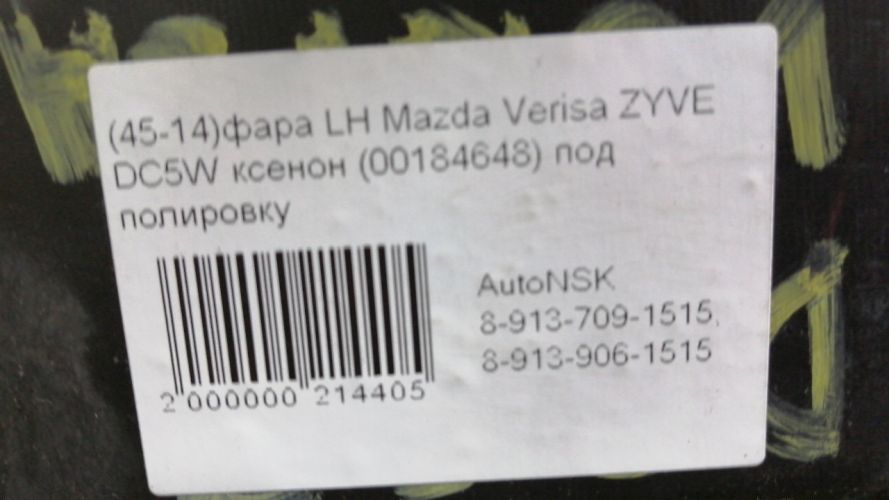 (45-14)фара LH Mazda Verisa ZYVE
DC5W ксенон (00184648) под
полировку
AutoNSK
8-913-709-1515,
8-913-906-1515
2 000000 214405